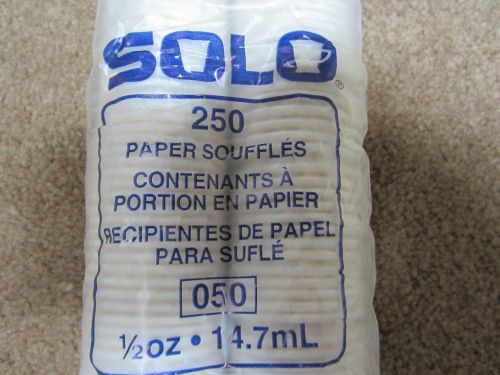 SOLO®
250
PAPER SOUFFLÉS
CONTENANTS À
PORTION EN PAPIER
RECIPIENTES DE PAPEL
PARA SUFLÉ
050
½oz • 14.7mL